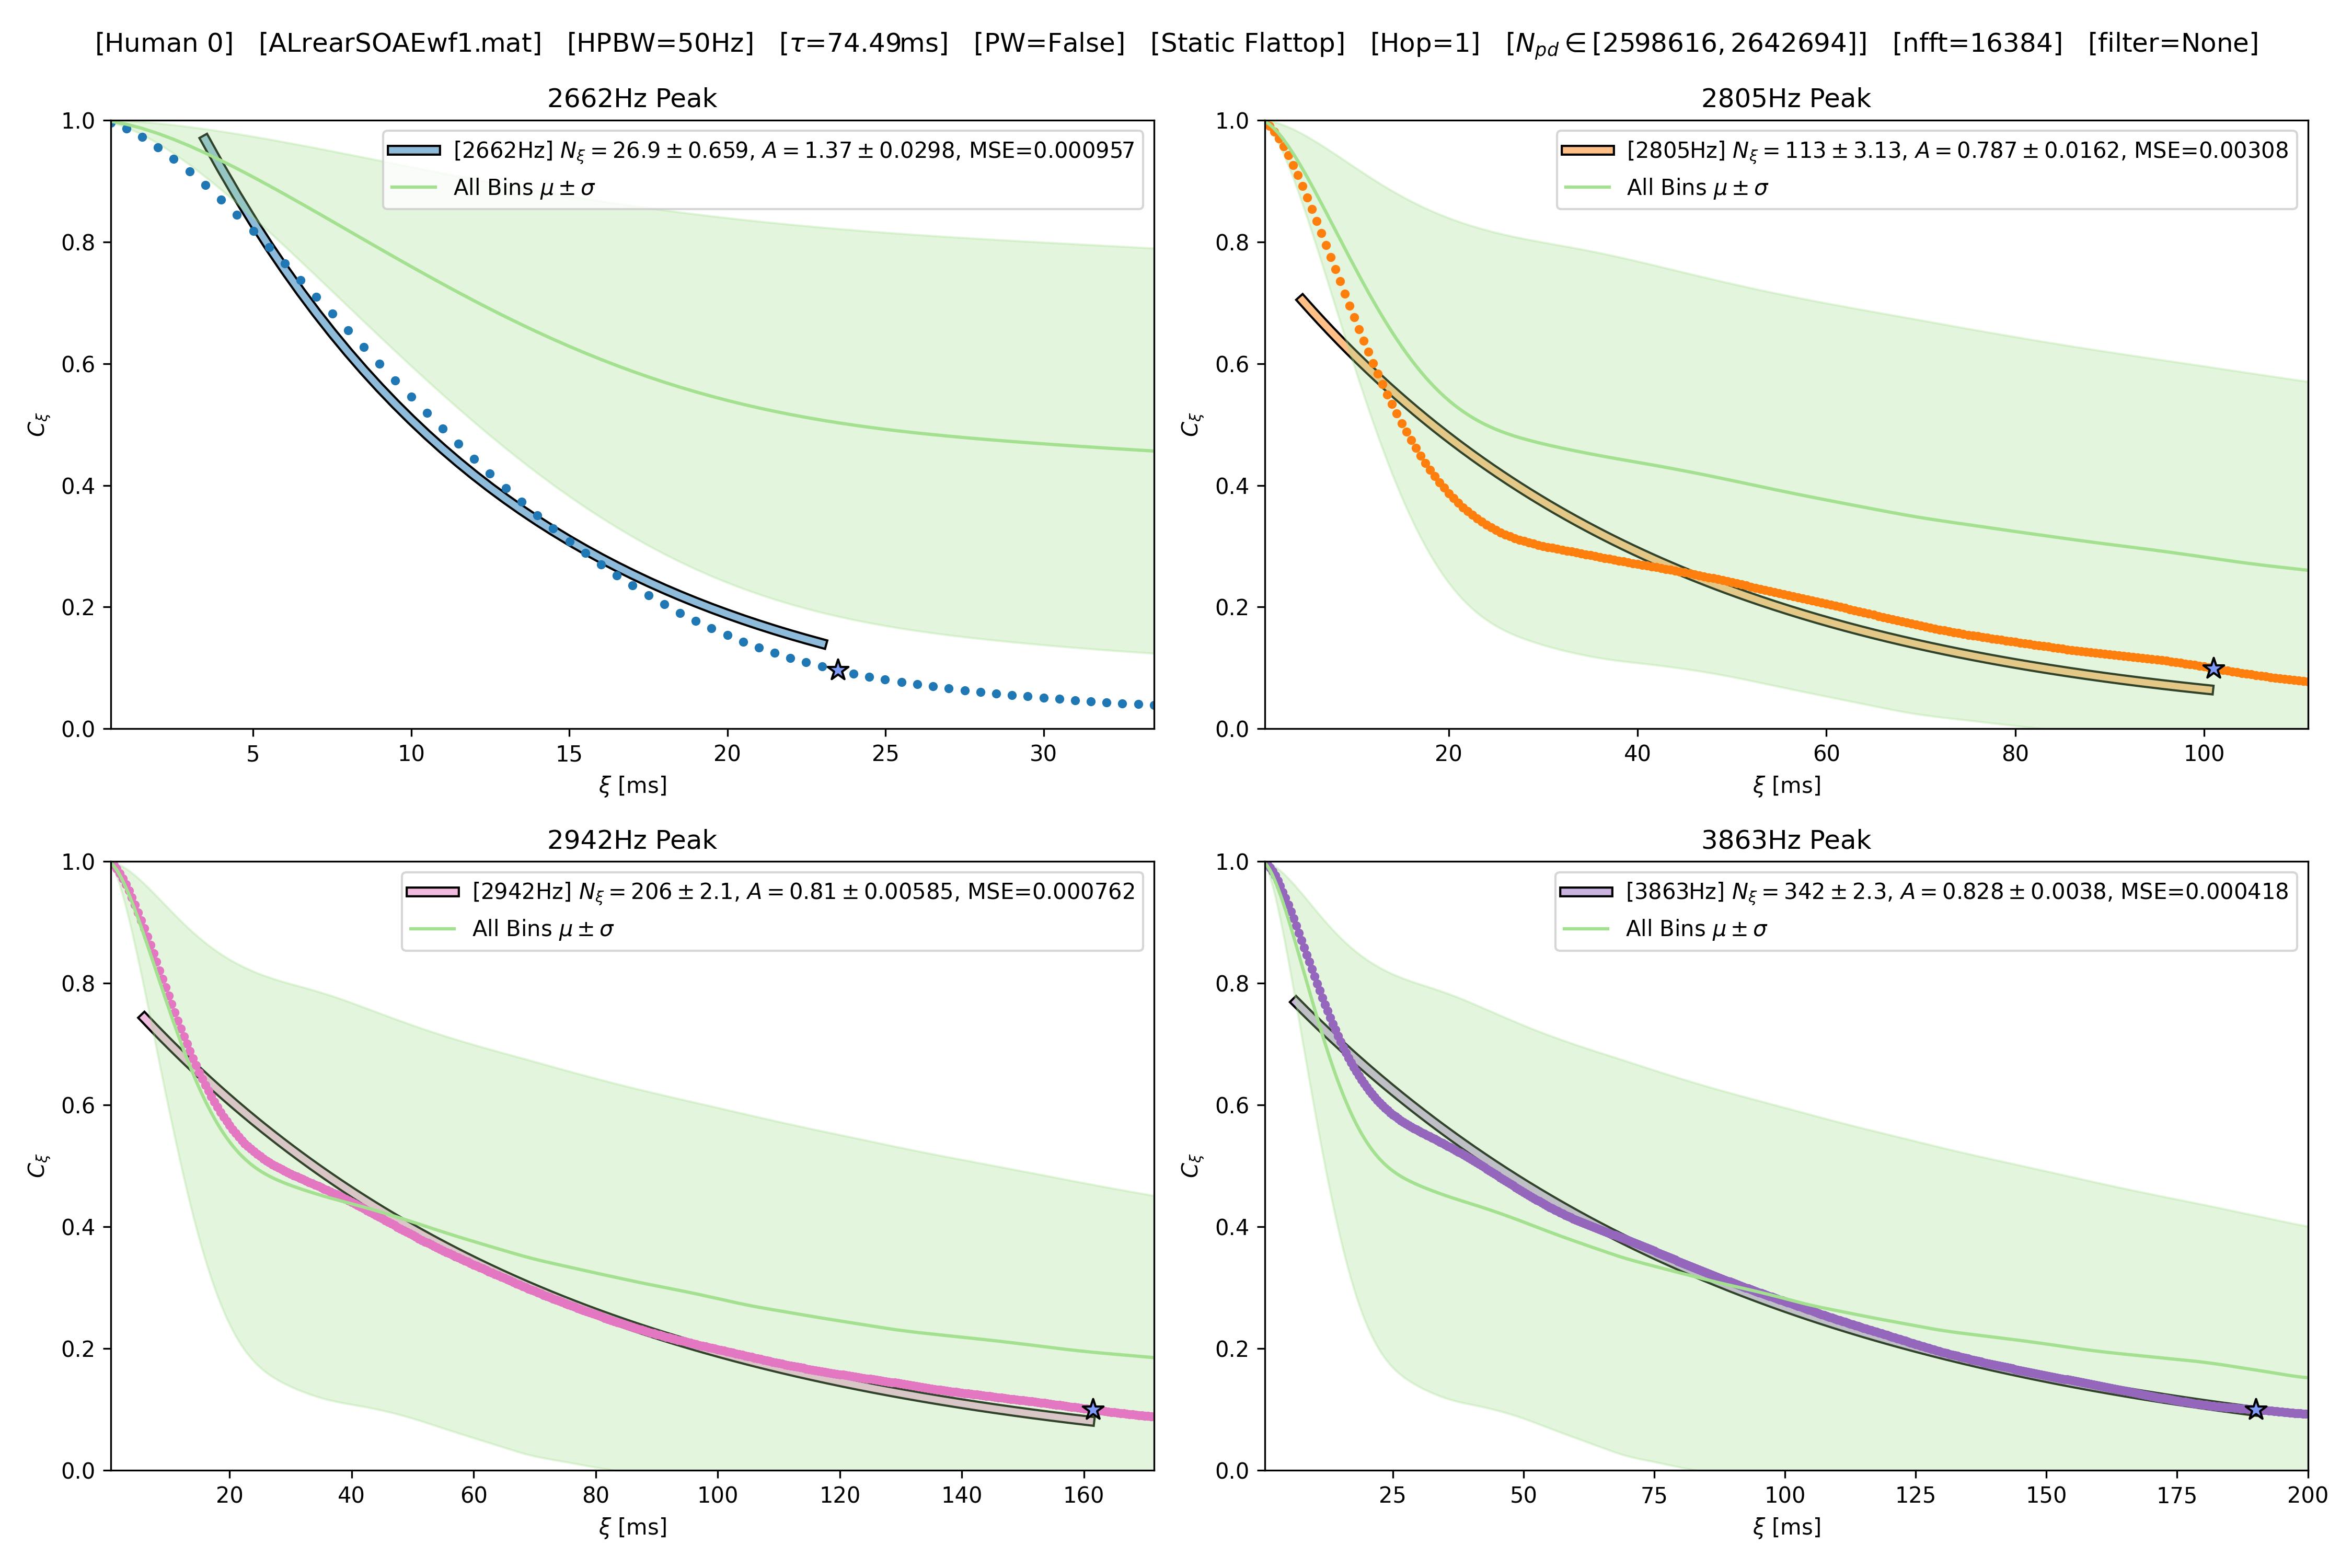 [Human 0] [ALrearSOAEwf1.mat] [HPBW=50Hz] [τ=74.49ms] [PW=False] [Static Flattop] [Hop=1] [N_pd ∈ [2598616, 2642694]] [nfft=16384] [filter=None]
2662Hz Peak
[2662Hz] N_ξ = 26.9 ± 0.659, A = 1.37 ± 0.0298, MSE=0.000957
All Bins μ ± σ
C_ξ
1.0
0.8
0.6
0.4
0.2
0.0
5 10 15 20 25 30
ξ [ms]
2805Hz Peak
[2805Hz] N_ξ = 113 ± 3.13, A = 0.787 ± 0.0162, MSE=0.00308
All Bins μ ± σ
C_ξ
1.0
0.8
0.6
0.4
0.2
0.0
20 40 60 80 100
ξ [ms]
2942Hz Peak
[2942Hz] N_ξ = 206 ± 2.1, A = 0.81 ± 0.00585, MSE=0.000762
All Bins μ ± σ
C_ξ
1.0
0.8
0.6
0.4
0.2
0.0
20 40 60 80 100 120 140 160
ξ [ms]
3863Hz Peak
[3863Hz] N_ξ = 342 ± 2.3, A = 0.828 ± 0.0038, MSE=0.000418
All Bins μ ± σ
C_ξ
1.0
0.8
0.6
0.4
0.2
0.0
25 50 75 100 125 150 175 200
ξ [ms]